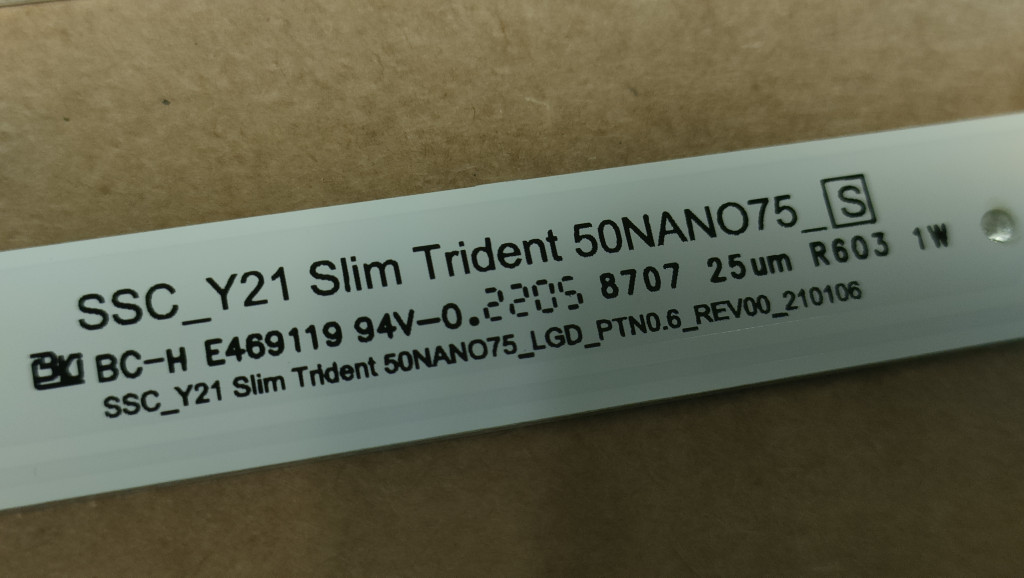 SSC_Y21 Slim Trident 50NANO75_S
BC-H E469119 94V-0.2205 8707 25um R603 1W
SSC_Y21 Slim Trident 50NANO75_LGD_PTN0.6_REV00_210106